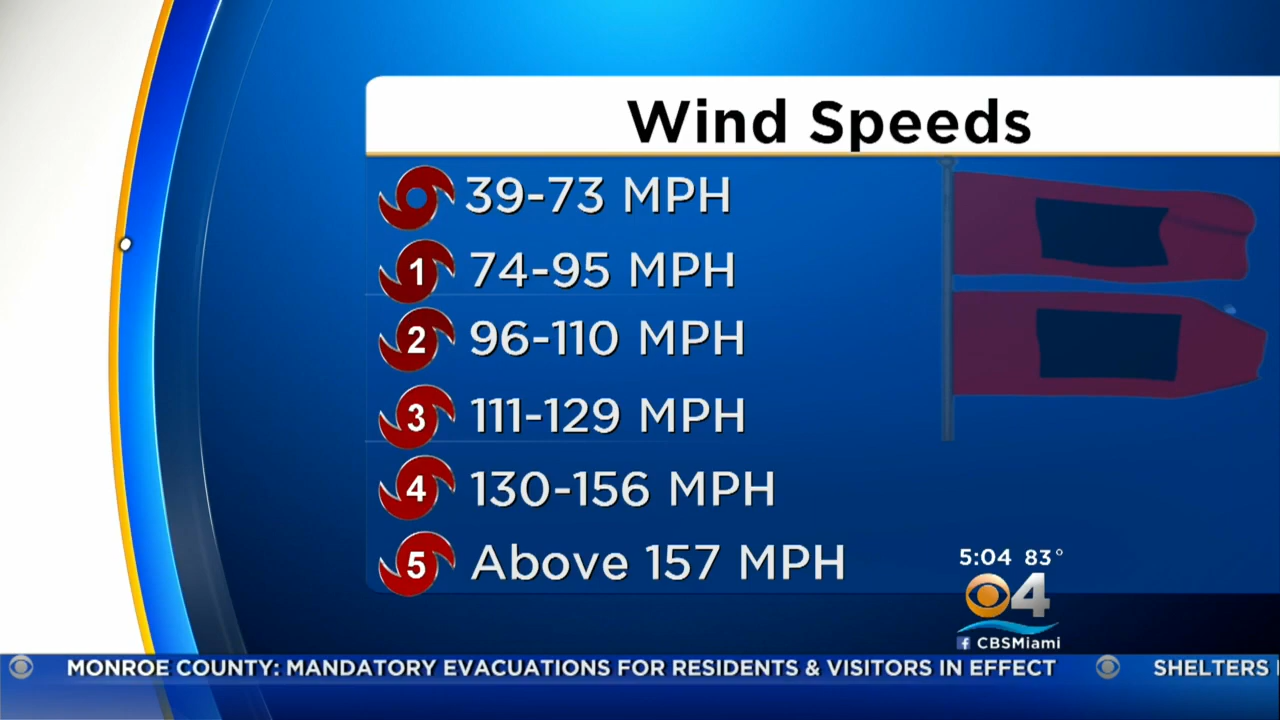 Wind Speeds
39-73 MPH
1 74-95 MPH
2 96-110 MPH
3 111-129 MPH
4 130-156 MPH
5 Above 157 MPH
5:04 83°
4
f CBSMiami
MONROE COUNTY: MANDATORY EVACUATIONS FOR RESIDENTS & VISITORS IN EFFECT SHELTERS